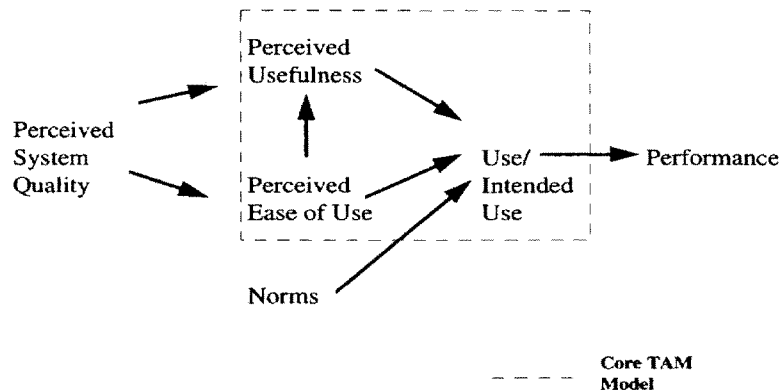 Perceived
Usefulness
Perceived
System
Quality
Perceived
Ease of Use
Use/
Intended
Use
Performance
Norms
Core TAM
Model